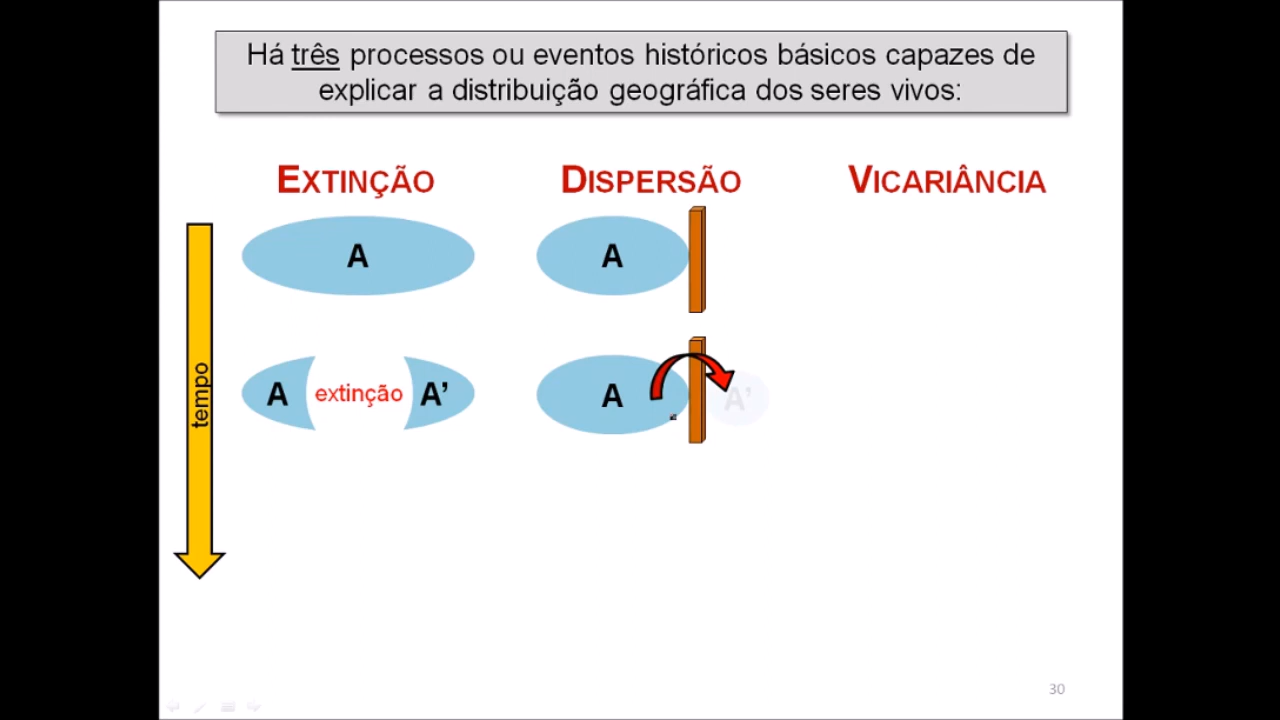 Há três processos ou eventos históricos básicos capazes de
explicar a distribuição geográfica dos seres vivos:
EXTINÇÃO DISPERSÃO VICARIÂNCIA
A A
tempo
A extinção A' A A'
30